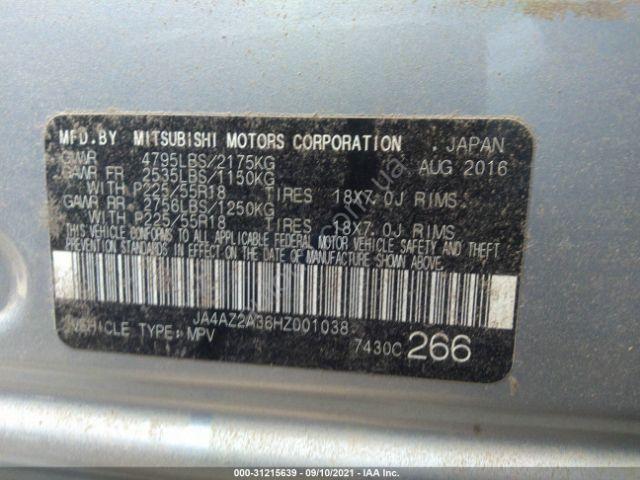 MFD.BY MITSUBISHI MOTORS CORPORATION . JAPAN
GVWR 4795LBS/2175KG AUG 2016
GAWR FR 2535LBS/1150KG
WITH P225/55R18 TIRES 18X7.0J RIMS
GAWR RR 2756LBS/1250KG
WITH P225/55R18 TIRES 18X7.0J RIMS
THIS VEHICLE CONFORMS TO ALL APPLICABLE FEDERAL MOTOR VEHICLE SAFETY AND THEFT
PREVENTION STANDARDS IN EFFECT ON THE DATE OF MANUFACTURE SHOWN ABOVE.
JA4AZ2A36HZ001038
VEHICLE TYPE:MPV
7430C 266
000-31215639 - 09/10/2021 - IAA Inc.